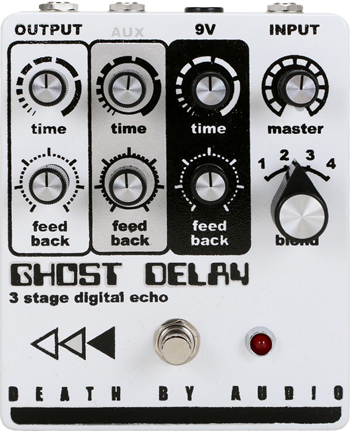 OUTPUT AUX 9V INPUT
time time time master
1 2 3 4
feed back feed back feed back blend
GHOST DELAY
3 stage digital echo
DEATH BY AUDIO